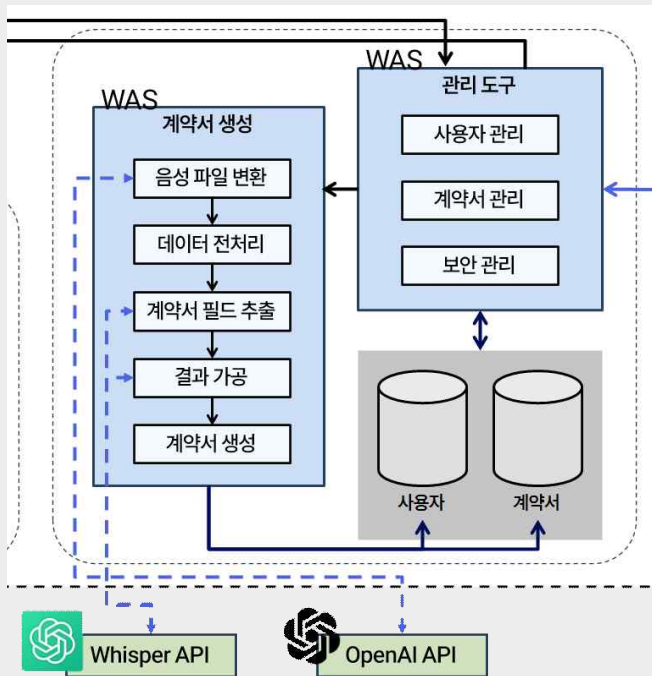 WAS
관리 도구
사용자 관리
계약서 관리
보안 관리
WAS
계약서 생성
음성 파일 변환
데이터 전처리
계약서 필드 추출
결과 가공
계약서 생성
사용자
계약서
Whisper API
OpenAI API